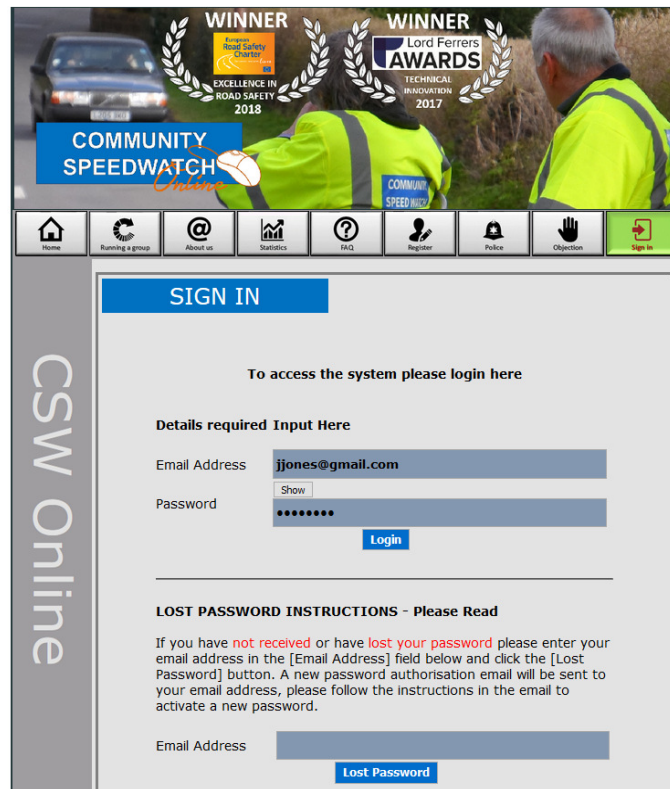 WINNER
European
Road Safety
Charter
EXCELLENCE IN
ROAD SAFETY
2018
WINNER
Lord Ferrers
AWARDS
TECHNICAL
INNOVATION
2017
COMMUNITY
SPEEDWATCH
Online
COMMUNITY
SPEED WATCH
Home
Running a group
About us
Statistics
FAQ
Register
Police
Objection
Sign in
CSW Online
SIGN IN
To access the system please login here
Details required Input Here
Email Address jjones@gmail.com
Show
Password ••••••••
Login
LOST PASSWORD INSTRUCTIONS - Please Read
If you have not received or have lost your password please enter your
email address in the [Email Address] field below and click the [Lost
Password] button. A new password authorisation email will be sent to
your email address, please follow the instructions in the email to
activate a new password.
Email Address
Lost Password